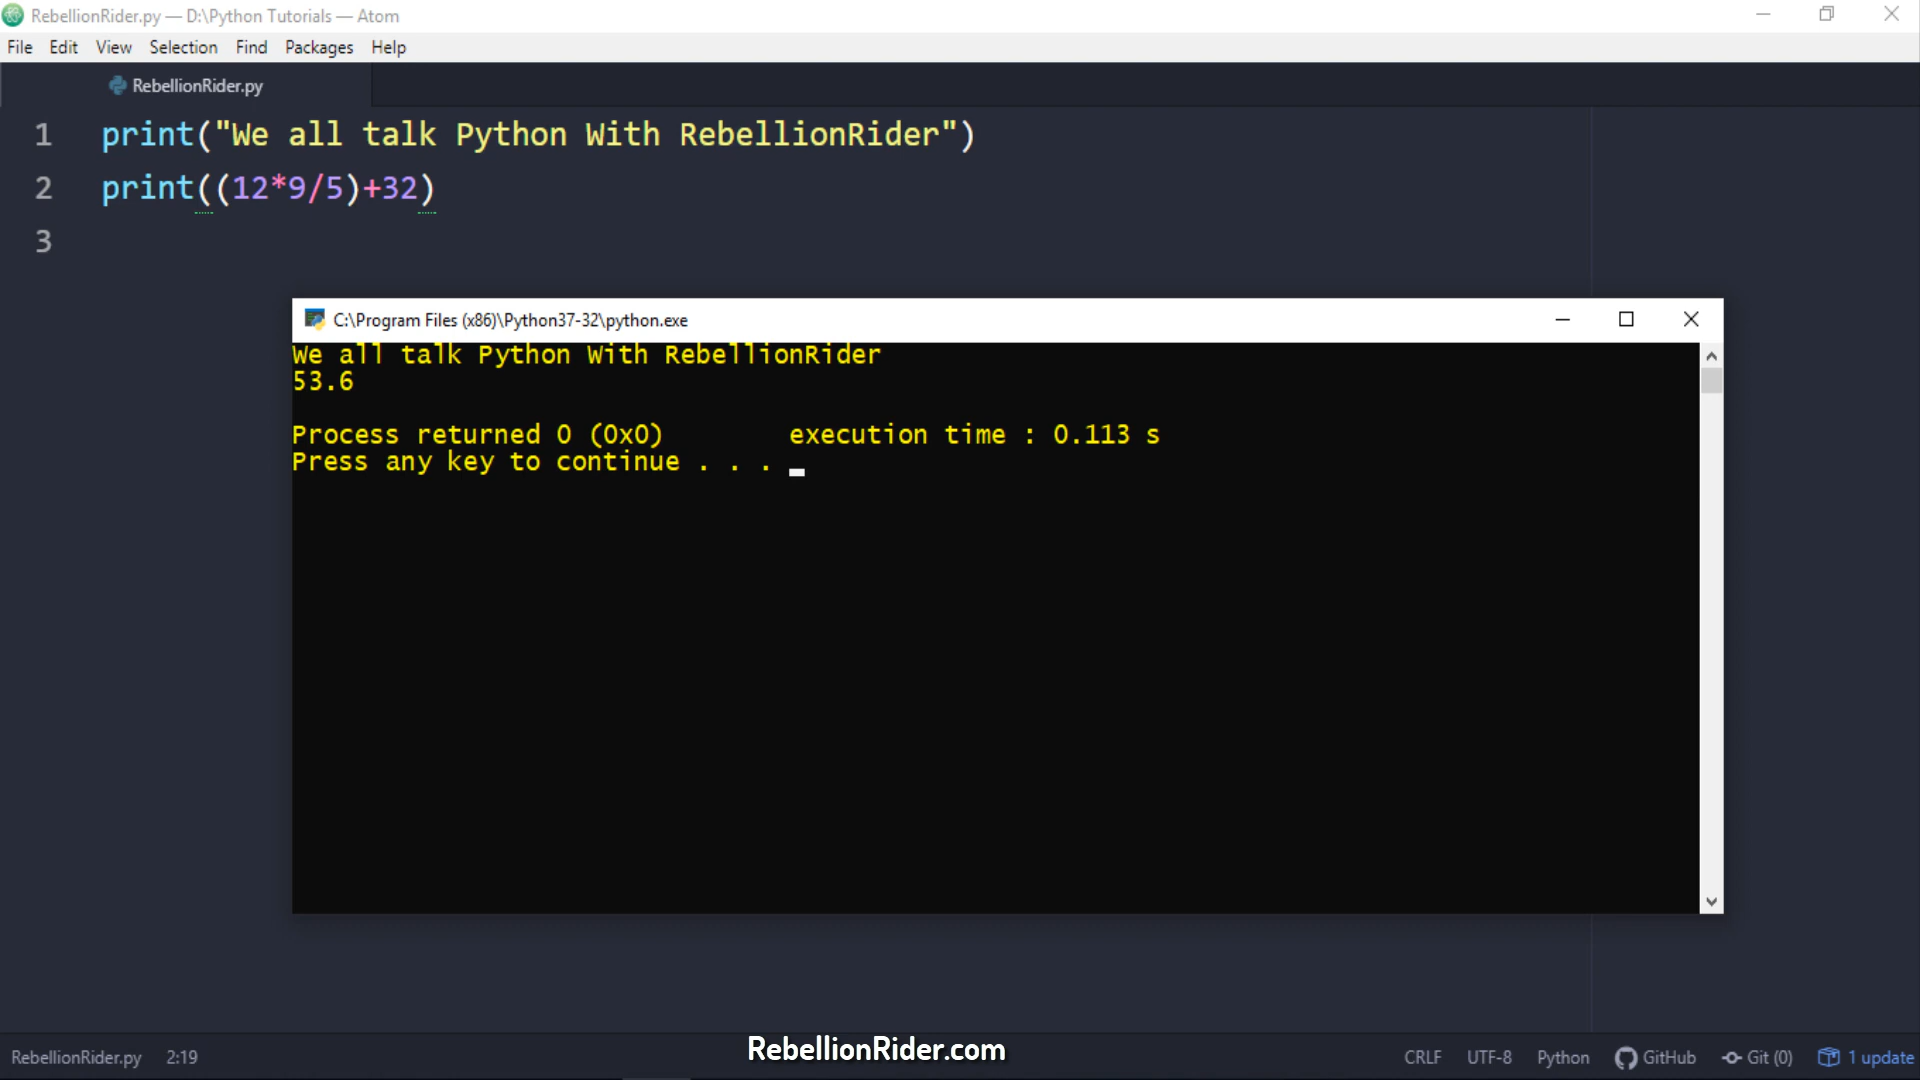 RebellionRider.py — D:\Python Tutorials — Atom
File Edit View Selection Find Packages Help
RebellionRider.py
1 print("We all talk Python With RebellionRider")
2 print((12*9/5)+32)
3
C:\Program Files (x86)\Python37-32\python.exe
We all talk Python With RebellionRider
53.6
Process returned 0 (0x0) execution time : 0.113 s
Press any key to continue . . .
RebellionRider.com
RebellionRider.py 2:19 CRLF UTF-8 Python GitHub Git (0) 1 update